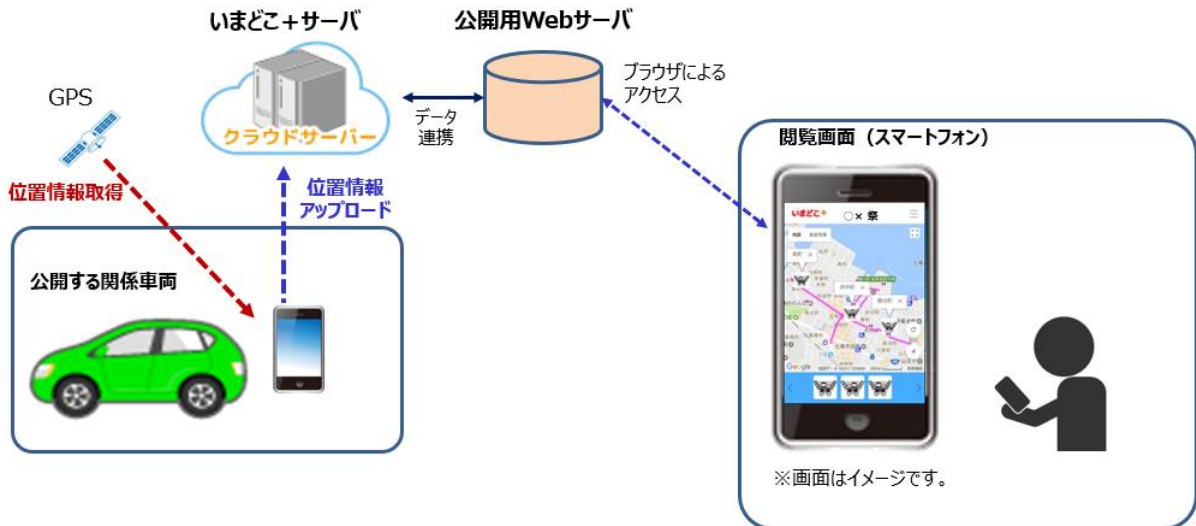 いまどこ+サーバ
公開用Webサーバ
GPS
クラウドサーバー
データ
連携
ブラウザによる
アクセス
位置情報取得
位置情報
アップロード
公開する関係車両
閲覧画面（スマートフォン）
いまどこ+
○× 祭
Google
※画面はイメージです。